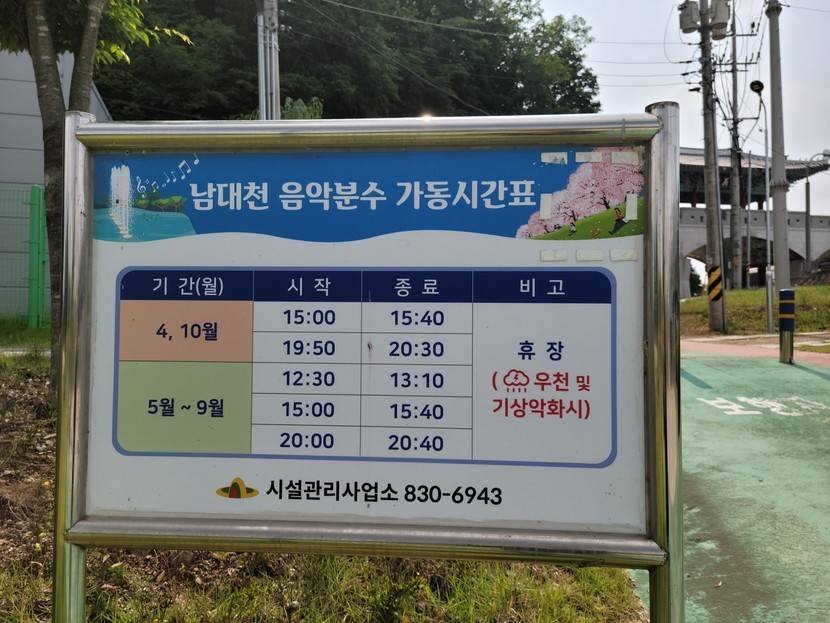 남대천 음악분수 가동시간표
기 간(월) 시 작 종 료 비 고
4, 10월
15:00 15:40
19:50 20:30
5월 ~ 9월
12:30 13:10
15:00 15:40
20:00 20:40
휴 장
( 우천 및
기상악화시)
시설관리사업소 830-6943